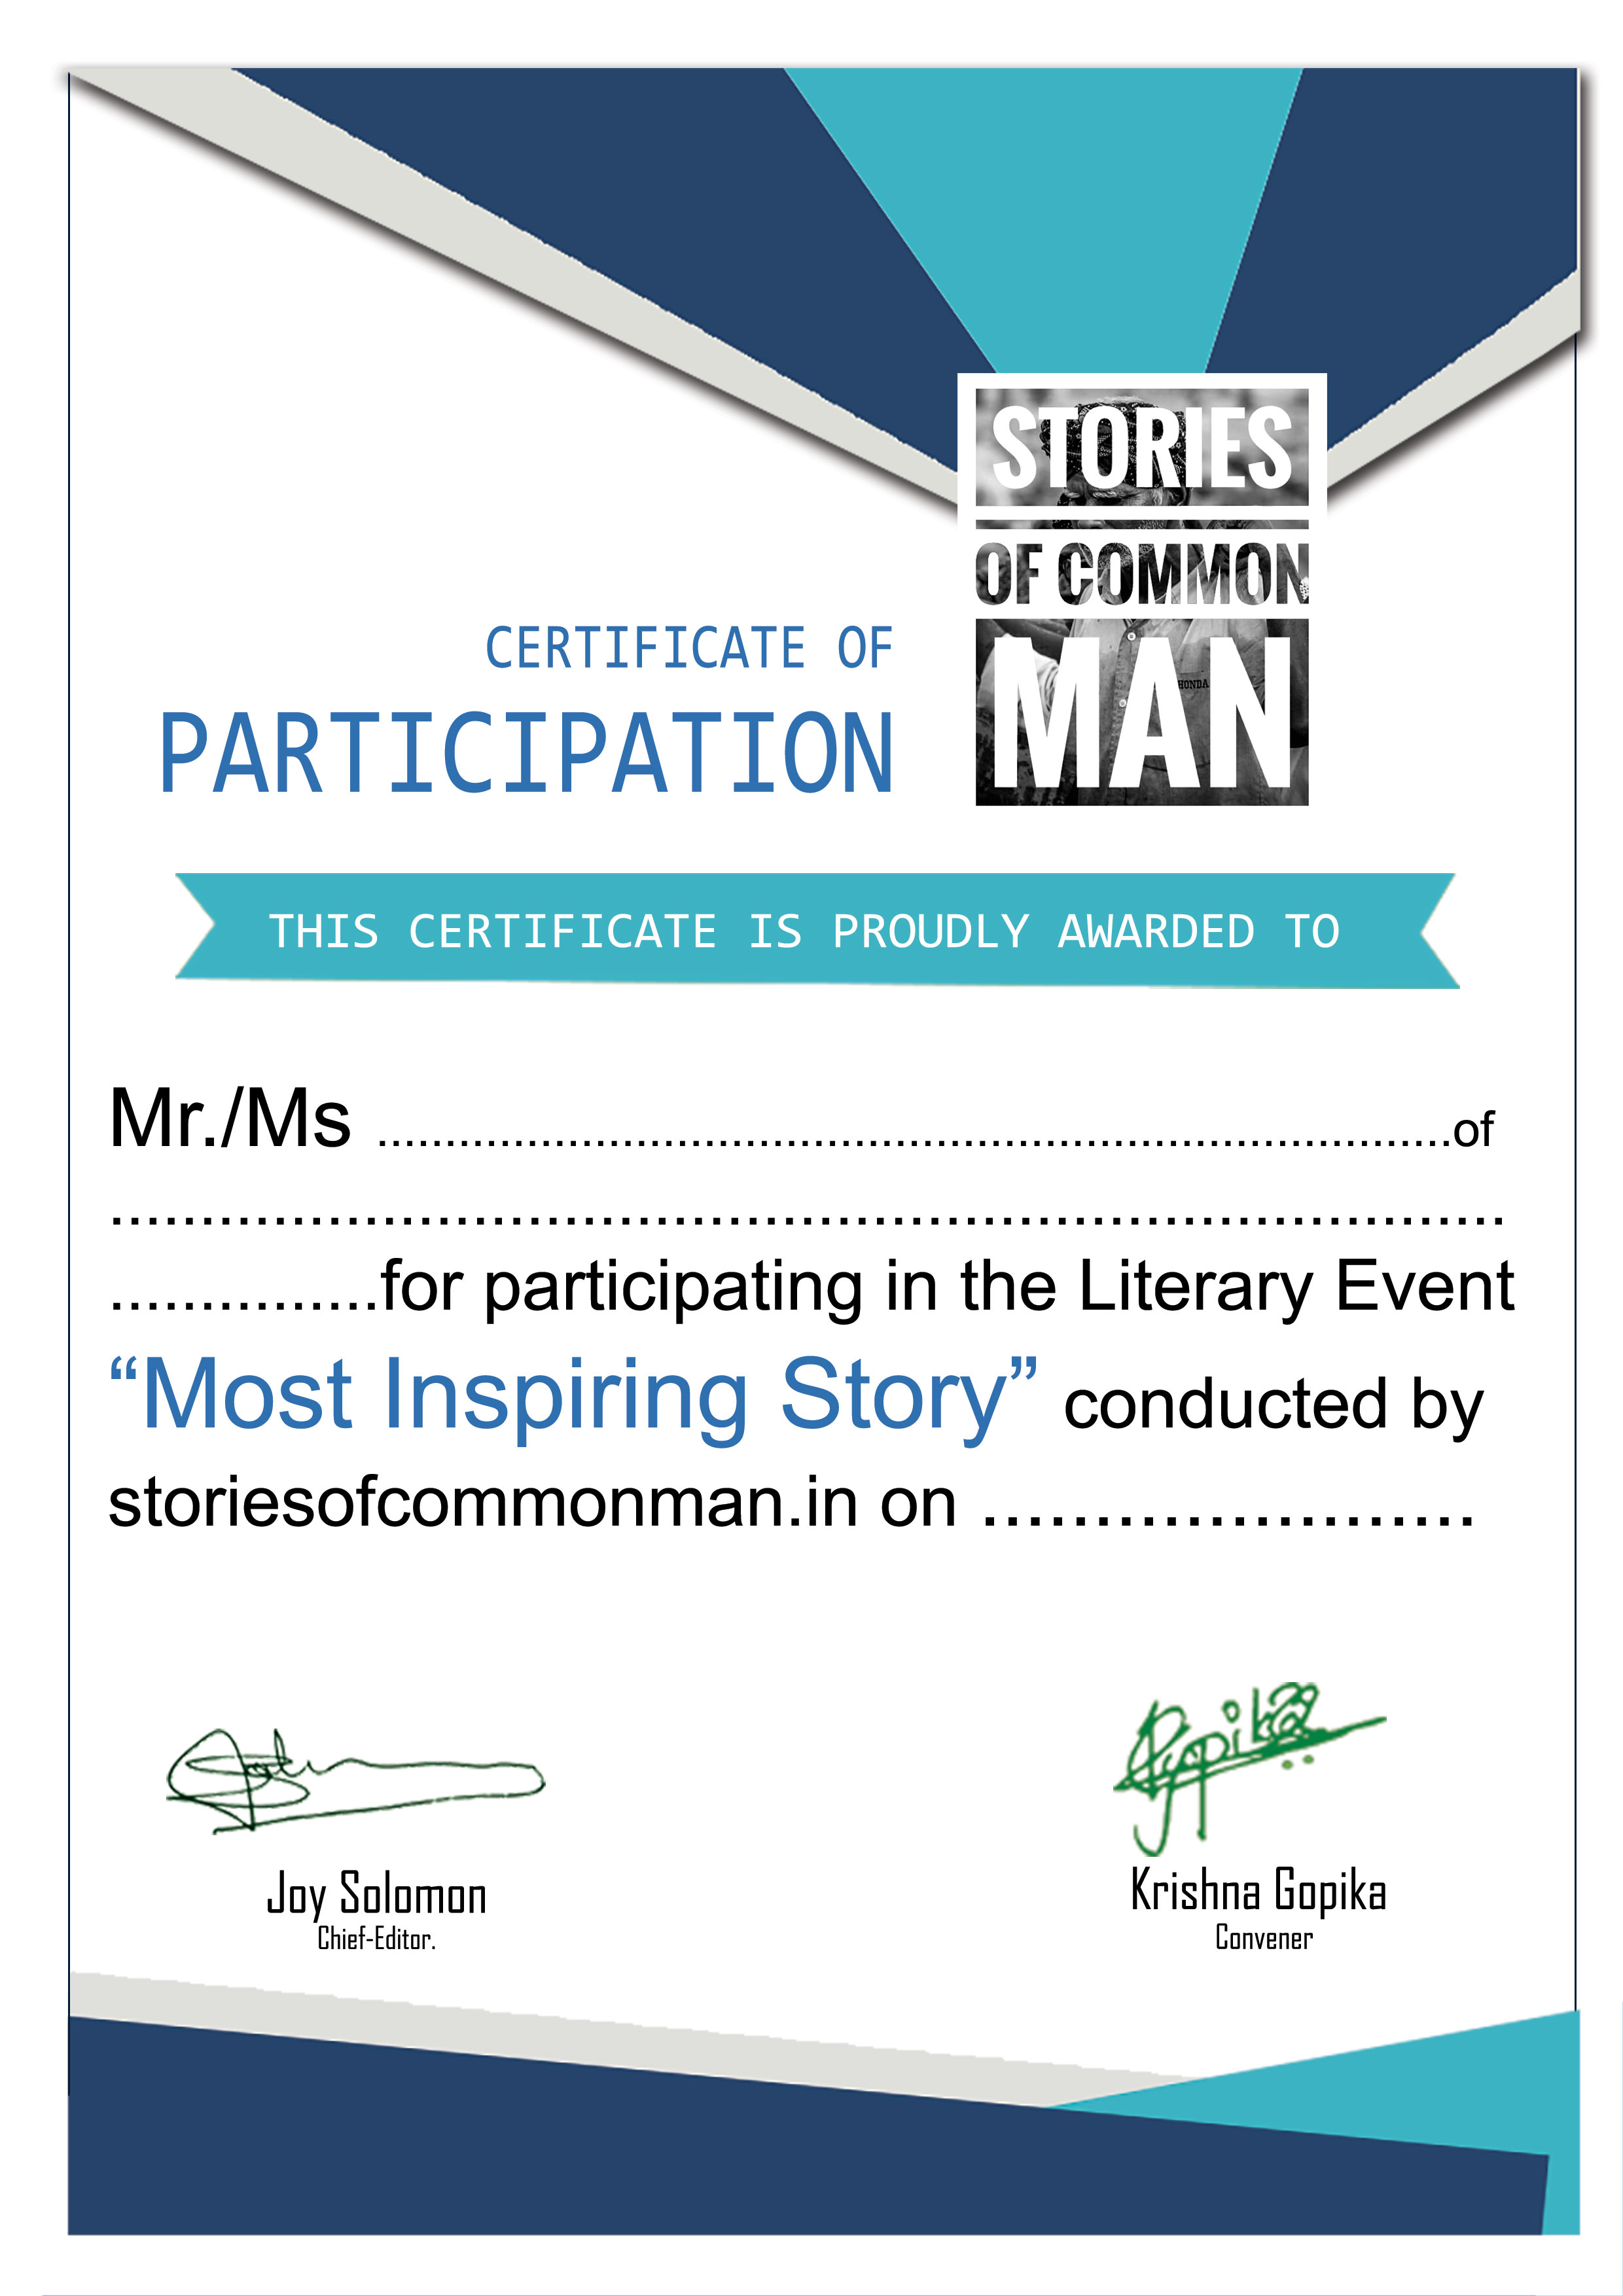 STORIES
OF COMMON
MAN
HONDA
CERTIFICATE OF
PARTICIPATION
THIS CERTIFICATE IS PROUDLY AWARDED TO
Mr./Ms ................................................................................of
.............................................................................
...............for participating in the Literary Event
“Most Inspiring Story” conducted by
storiesofcommonman.in on ......................
Gopika
Joy Solomon
Chief-Editor.
Krishna Gopika
Convener